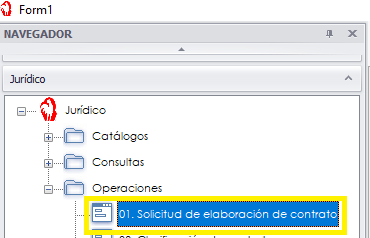 Form1
NAVEGADOR
Jurídico
Jurídico
Catálogos
Consultas
Operaciones
01. Solicitud de elaboración de contrato